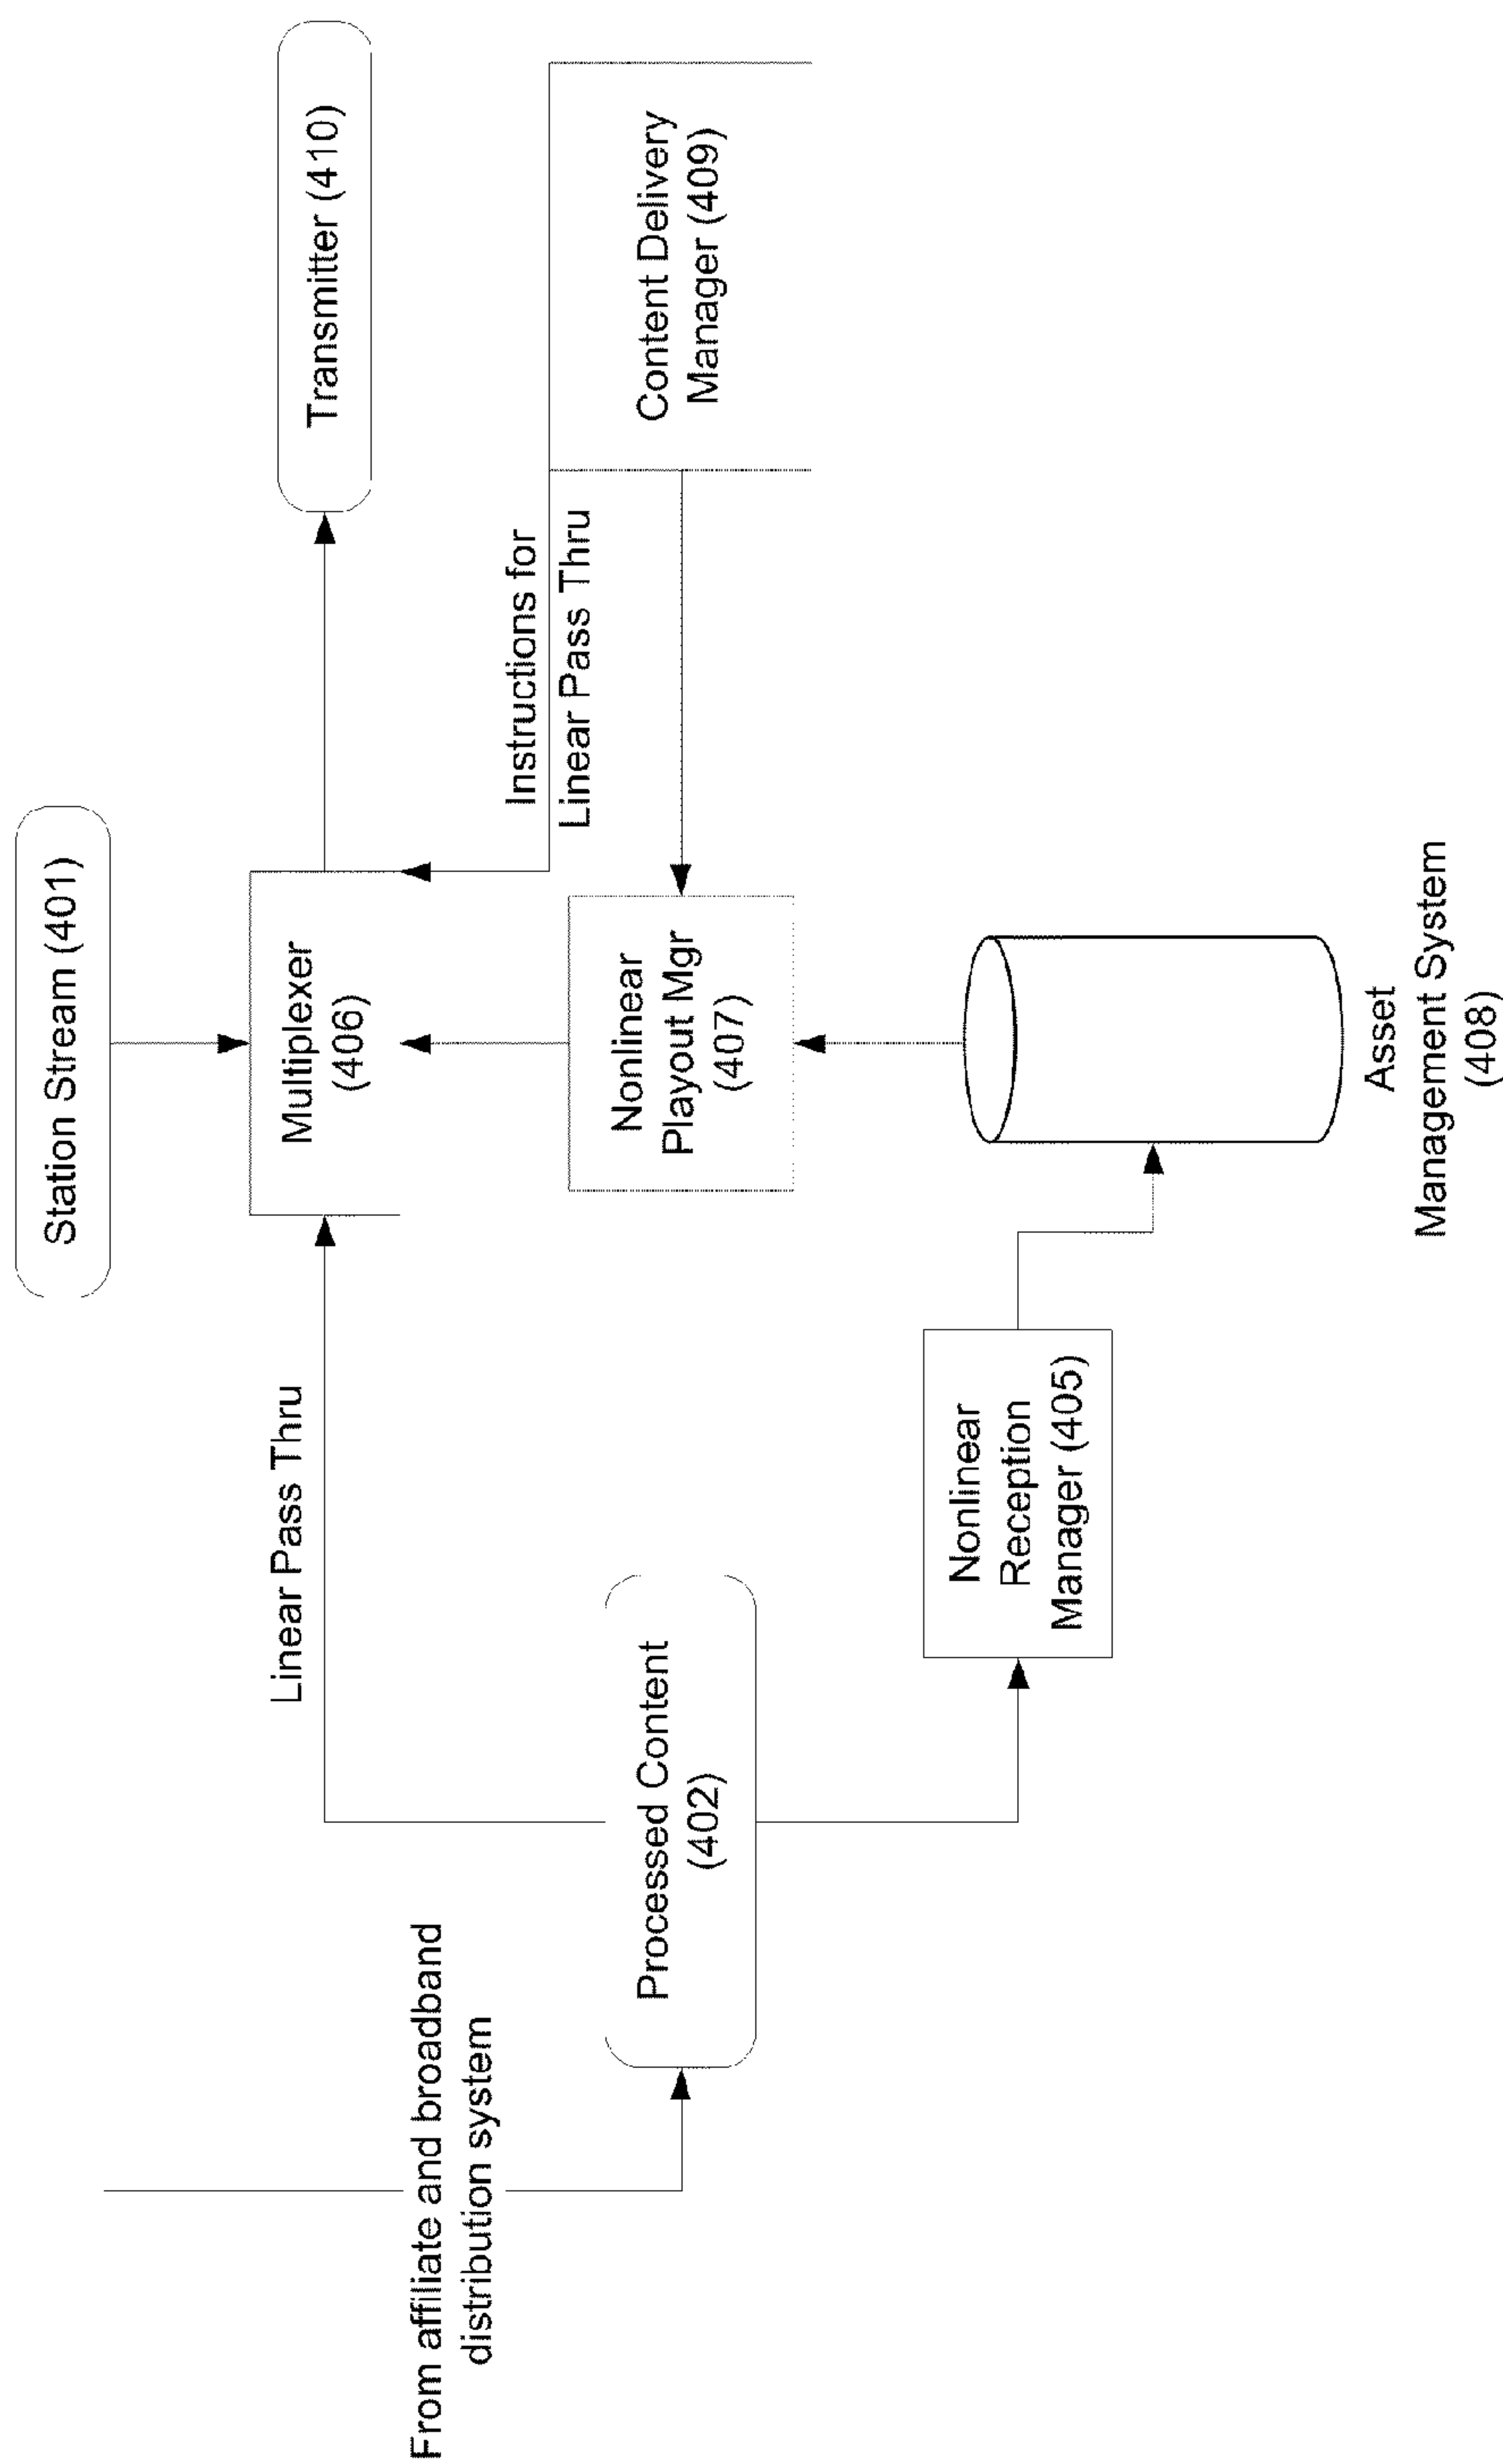 Station Stream (401)
Transmitter (410)
Linear Pass Thru
Multiplexer
(406)
From affiliate and broadband
distribution system
Instructions for
Linear Pass Thru
Processed Content
(402)
Nonlinear
Playout Mgr
(407)
Content Delivery
Manager (409)
Nonlinear
Reception
Manager (405)
Asset
Management System
(408)